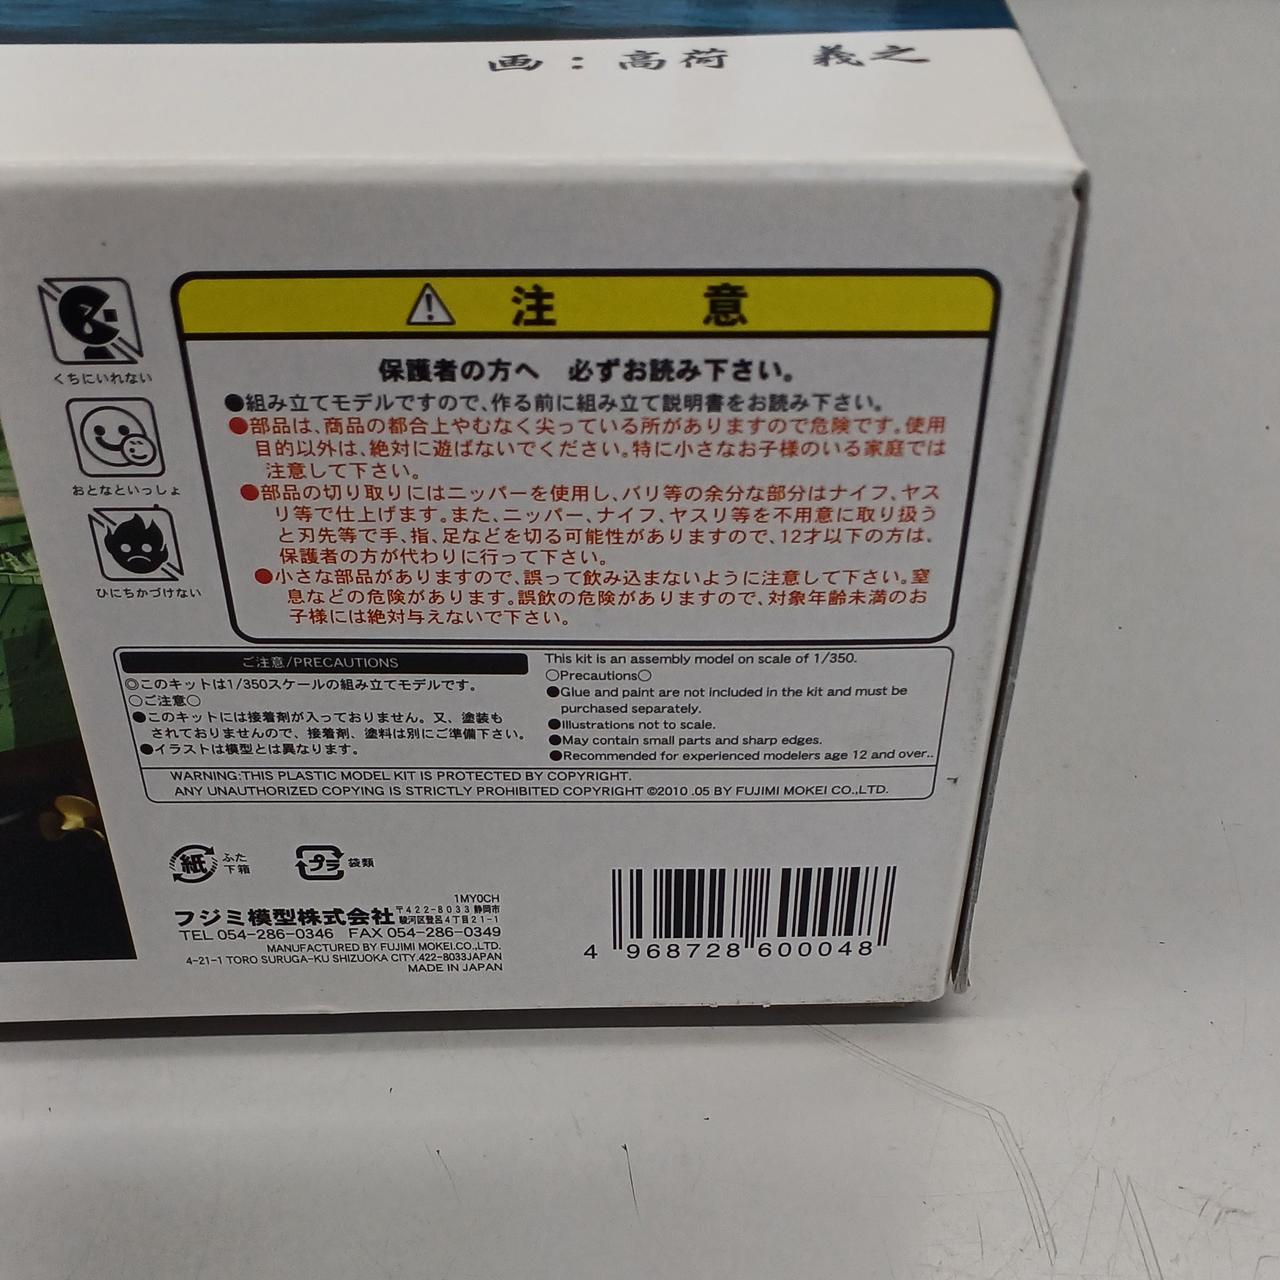 画：高荷　義之
⚠ 注意
保護者の方へ　必ずお読み下さい。
●組み立てモデルですので、作る前に組み立て説明書をお読み下さい。
●部品は、商品の都合上やむなく尖っている所がありますので危険です。使用
目的以外は、絶対に遊ばないでください。特に小さなお子様のいる家庭では
注意して下さい。
●部品の切り取りにはニッパーを使用し、バリ等の余分な部分はナイフ、ヤス
リ等で仕上げます。また、ニッパー、ナイフ、ヤスリ等を不用意に取り扱う
と刃先等で手、指、足などを切る可能性がありますので、12才以下の方は、
保護者の方が代わりに行って下さい。
●小さな部品がありますので、誤って飲み込まないように注意して下さい。窒
息などの危険があります。誤飲の危険がありますので、対象年齢未満のお
子様には絶対与えないで下さい。
くちにいれない
おとなといっしょ
ひにちかづけない
ご注意/PRECAUTIONS
◎このキットは1/350スケールの組み立てモデルです。
○ご注意○
●このキットには接着剤が入っておりません。又、塗装も
されておりませんので、接着剤、塗料は別にご準備下さい。
●イラストは模型とは異なります。
This kit is an assembly model on scale of 1/350.
○Precautions○
●Glue and paint are not included in the kit and must be
purchased separately.
●Illustrations not to scale.
●May contain small parts and sharp edges.
●Recommended for experienced modelers age 12 and over..
WARNING:THIS PLASTIC MODEL KIT IS PROTECTED BY COPYRIGHT.
ANY UNAUTHORIZED COPYING IS STRICTLY PROHIBITED COPYRIGHT ©2010 .05 BY FUJIMI MOKEI CO.,LTD.
紙 ふた
下箱
プラ 袋類
1MY0CH
フジミ模型株式会社 〒422-8033 静岡市
駿河区登呂4丁目21-1
TEL 054-286-0346 FAX 054-286-0349
MANUFACTURED BY FUJIMI MOKEI.CO.,LTD.
4-21-1 TORO SURUGA-KU SHIZUOKA CITY.422-8033JAPAN
MADE IN JAPAN
4 968728 600048